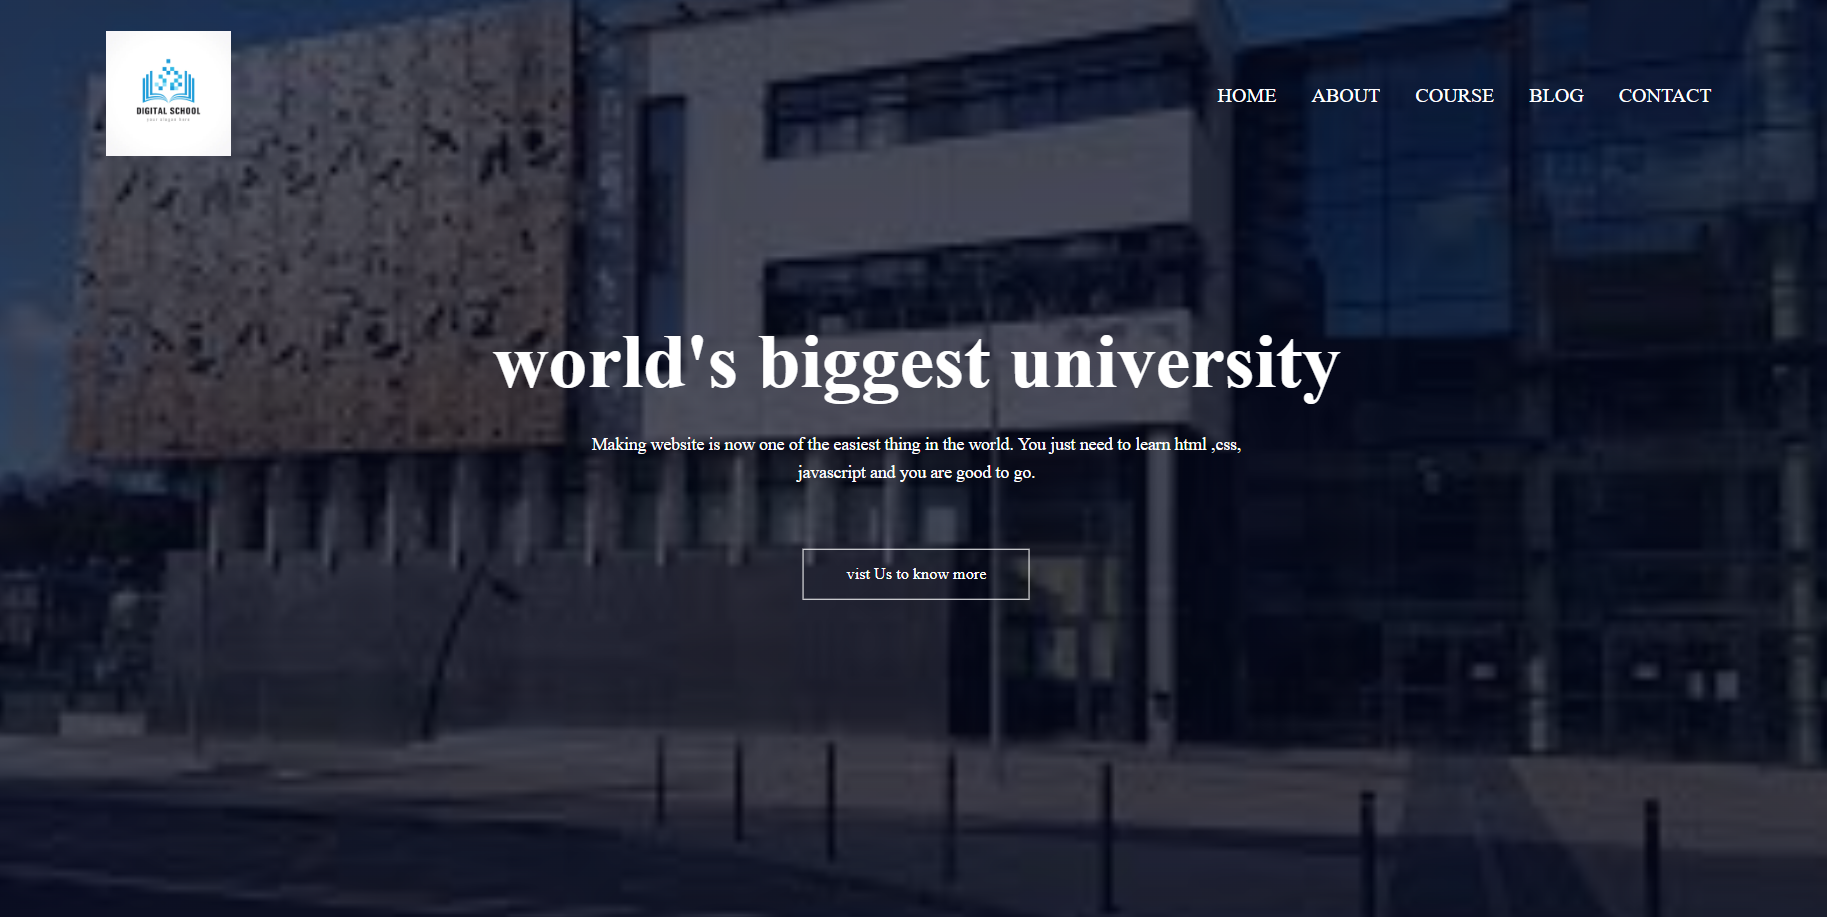 DIGITAL SCHOOL
HOME ABOUT COURSE BLOG CONTACT
world's biggest university
Making website is now one of the easiest thing in the world. You just need to learn html ,css,
javascript and you are good to go.
vist Us to know more